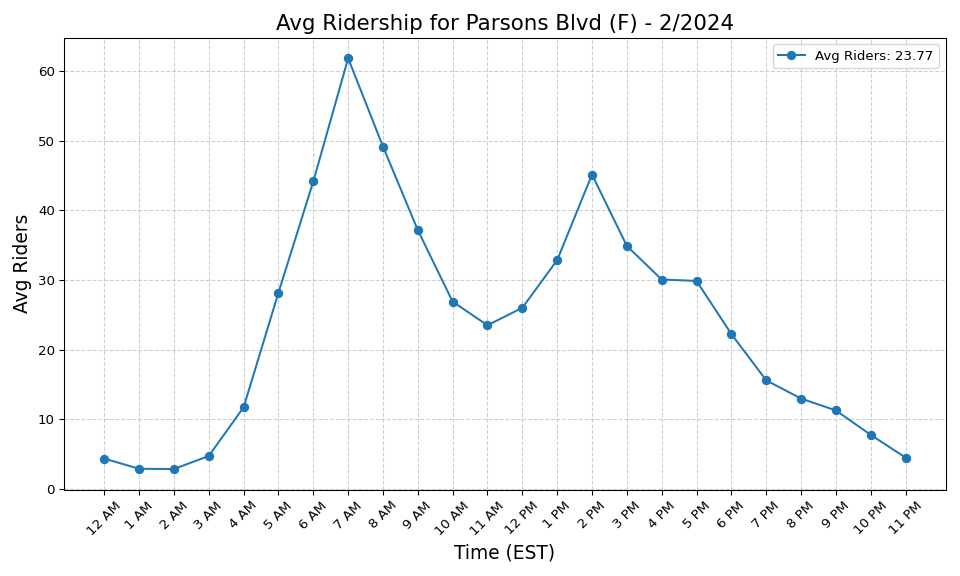 Avg Ridership for Parsons Blvd (F) - 2/2024
Avg Riders: 23.77
Avg Riders
60
50
40
30
20
10
0
12 AM
1 AM
2 AM
3 AM
4 AM
5 AM
6 AM
7 AM
8 AM
9 AM
10 AM
11 AM
12 PM
1 PM
2 PM
3 PM
4 PM
5 PM
6 PM
7 PM
8 PM
9 PM
10 PM
11 PM
Time (EST)